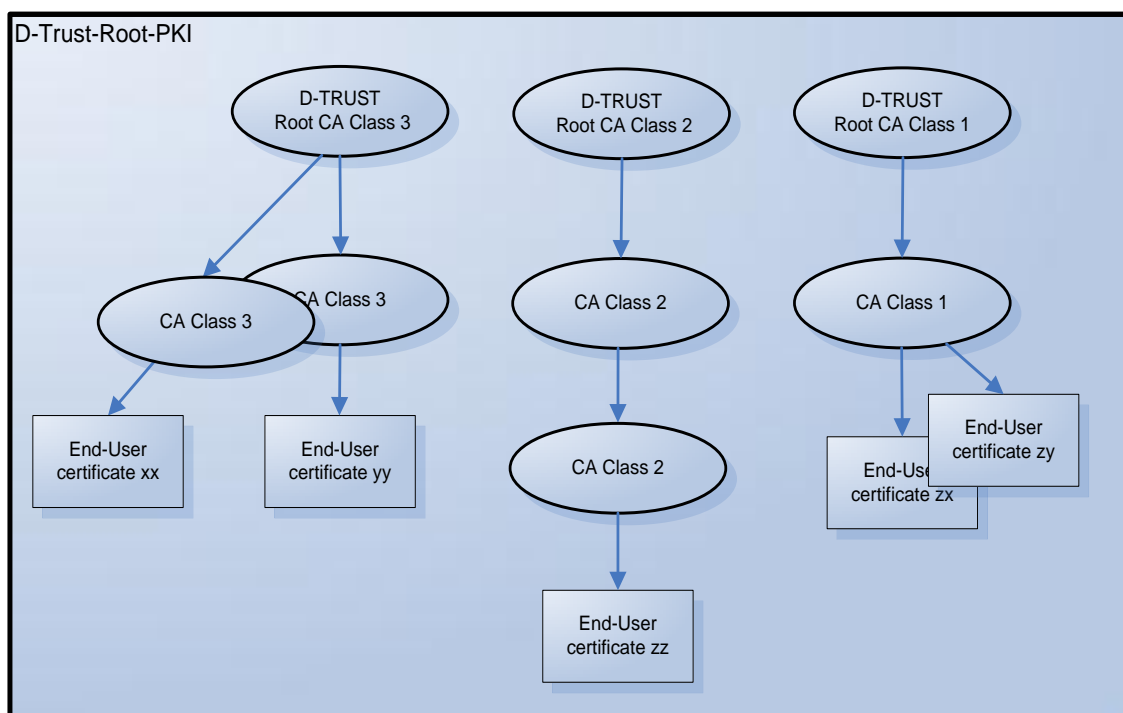 D-Trust-Root-PKI
D-TRUST
Root CA Class 3
D-TRUST
Root CA Class 2
D-TRUST
Root CA Class 1
CA Class 3
CA Class 3
CA Class 2
CA Class 1
End-User
certificate xx
End-User
certificate yy
CA Class 2
End-User
certificate zx
End-User
certificate zy
End-User
certificate zz